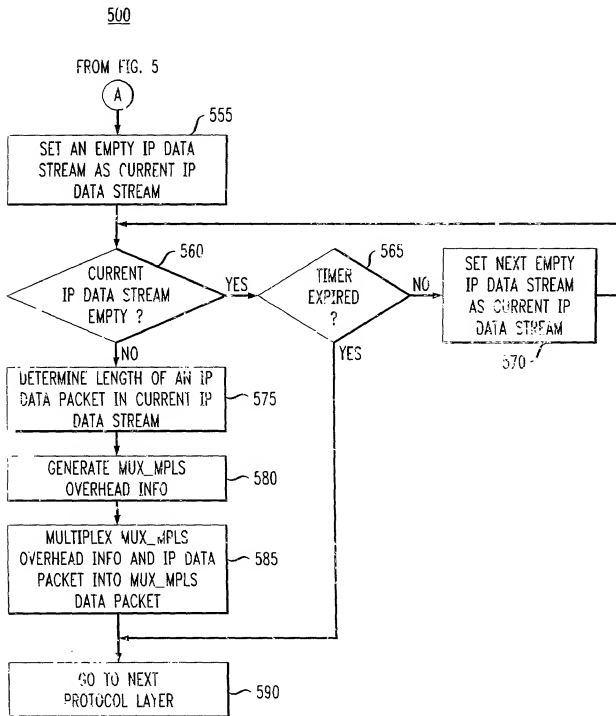 500
FROM FIG. 5
A
555
SET AN EMPTY IP DATA
STREAM AS CURRENT IP
DATA STREAM
560
CURRENT
IP DATA STREAM
EMPTY ?
YES
NO
565
TIMER
EXPIRED
?
NO
YES
SET NEXT EMPTY
IP DATA STREAM
AS CURRENT IP
DATA STREAM
570
DETERMINE LENGTH OF AN IP
DATA PACKET IN CURRENT IP
DATA STREAM
575
GENERATE MUX_MPLS
OVERHEAD INFO
580
MULTIPLEX MUX_MPLS
OVERHEAD INFO AND IP DATA
PACKET INTO MUX_MPLS
DATA PACKET
585
GO TO NEXT
PROTOCOL LAYER
590